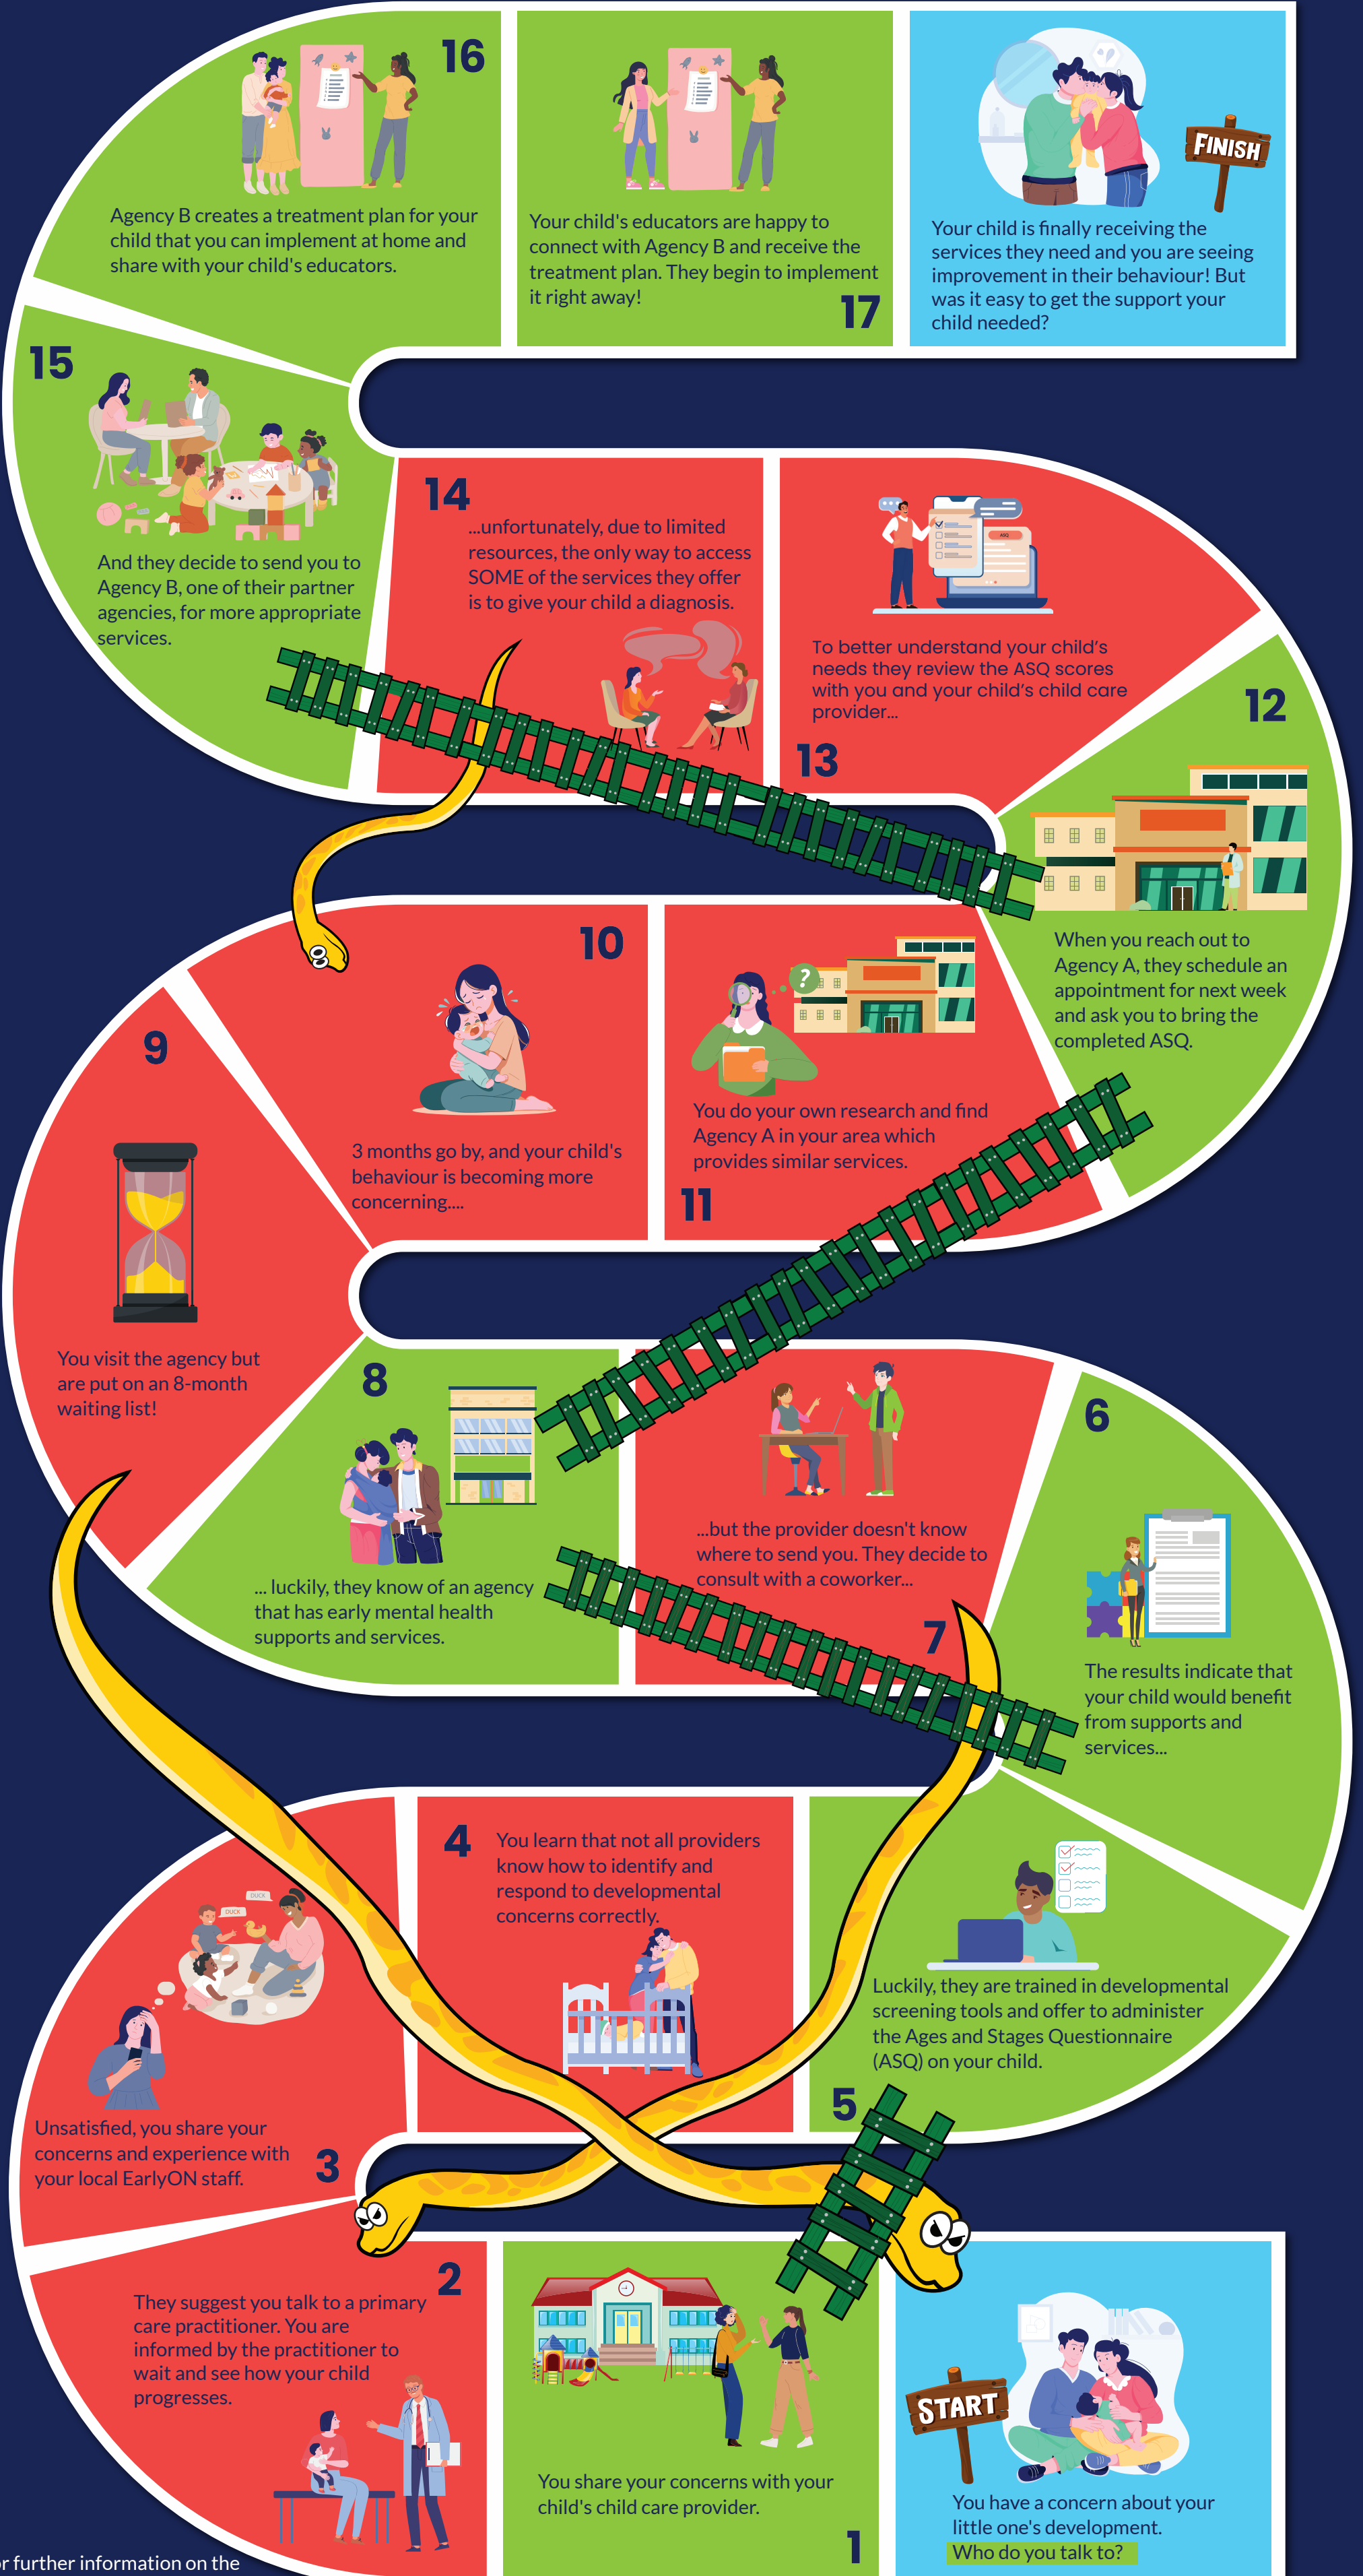 16
Agency B creates a treatment plan for your
child that you can implement at home and
share with your child's educators.
Your child's educators are happy to
connect with Agency B and receive the
treatment plan. They begin to implement
it right away!
17
FINISH
Your child is finally receiving the
services they need and you are seeing
improvement in their behaviour! But
was it easy to get the support your
child needed?
15
And they decide to send you to
Agency B, one of their partner
agencies, for more appropriate
services.
14
...unfortunately, due to limited
resources, the only way to access
SOME of the services they offer
is to give your child a diagnosis.
ASQ
To better understand your child's
needs they review the ASQ scores
with you and your child's child care
provider...
13
12
When you reach out to
Agency A, they schedule an
appointment for next week
and ask you to bring the
completed ASQ.
10
3 months go by, and your child's
behaviour is becoming more
concerning....
?
You do your own research and find
Agency A in your area which
provides similar services.
11
9
You visit the agency but
are put on an 8-month
waiting list!
8
... luckily, they know of an agency
that has early mental health
supports and services.
...but the provider doesn't know
where to send you. They decide to
consult with a coworker...
7
6
The results indicate that
your child would benefit
from supports and
services...
4
You learn that not all providers
know how to identify and
respond to developmental
concerns correctly.
Luckily, they are trained in developmental
screening tools and offer to administer
the Ages and Stages Questionnaire
(ASQ) on your child.
5
DUCK
DUCK
Unsatisfied, you share your
concerns and experience with
your local EarlyON staff.
3
2
They suggest you talk to a primary
care practitioner. You are
informed by the practitioner to
wait and see how your child
progresses.
You share your concerns with your
child's child care provider.
1
START
You have a concern about your
little one's development.
Who do you talk to?
further information on the